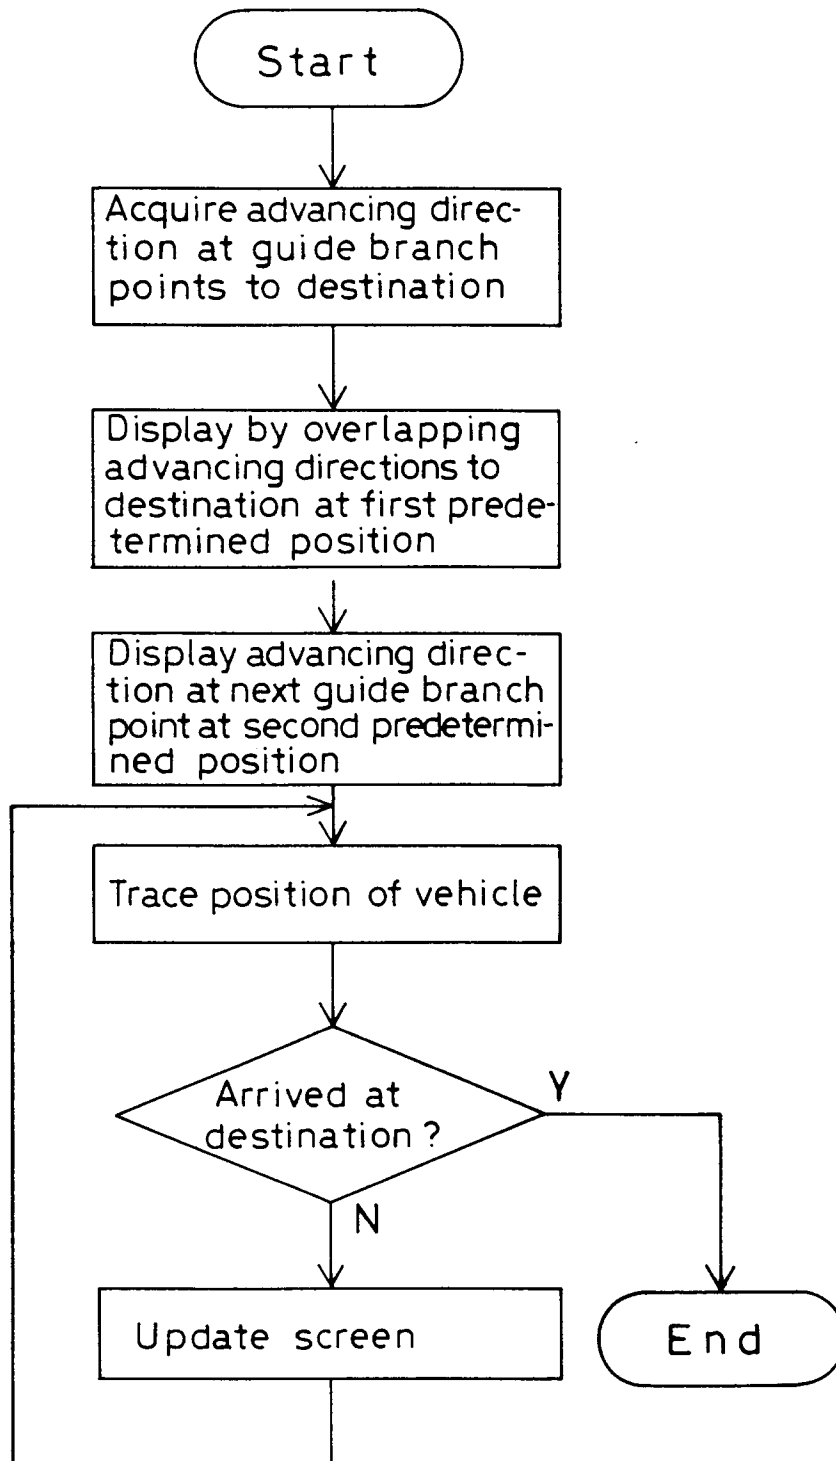 Start
Acquire advancing direc-
tion at guide branch
points to destination
Display by overlapping
advancing directions to
destination at first prede-
termined position
Display advancing direc-
tion at next guide branch
point at second predetermi-
ned position
Trace position of vehicle
Arrived at
destination ?
Y
N
Update screen
End